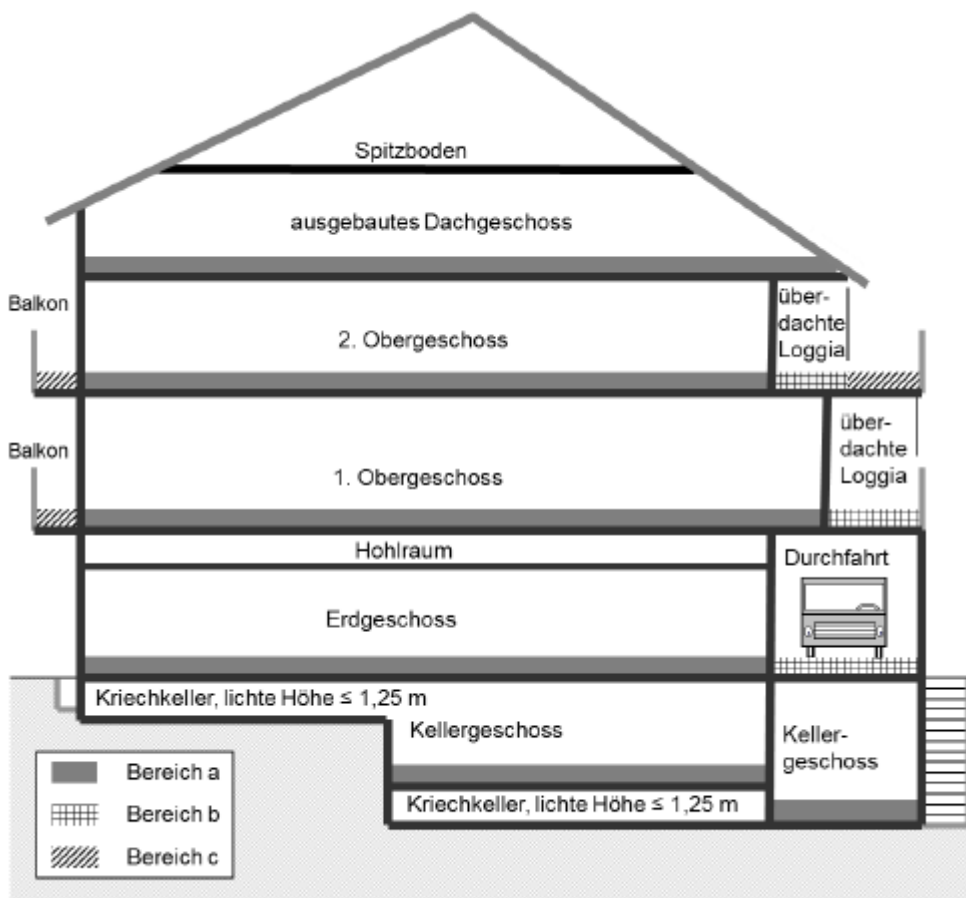 Spitzboden
ausgebautes Dachgeschoss
Balkon
2. Obergeschoss
über-
dachte
Loggia
Balkon
1. Obergeschoss
über-
dachte
Loggia
Hohlraum
Durchfahrt
Erdgeschoss
Kriechkeller, lichte Höhe ≤ 1,25 m
Kellergeschoss
Keller-
geschoss
Kriechkeller, lichte Höhe ≤ 1,25 m
Bereich a
Bereich b
Bereich c